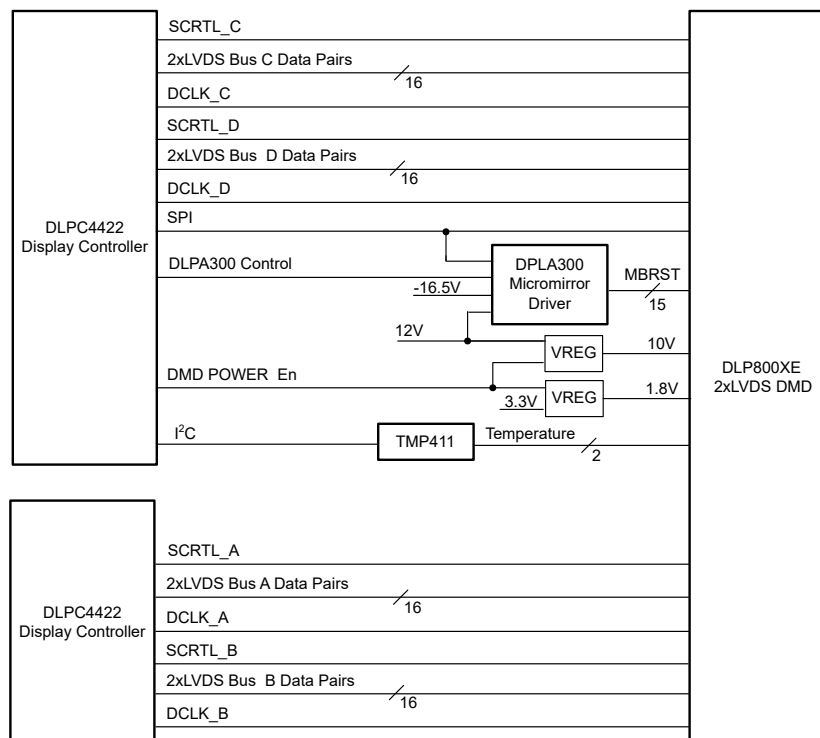 SCRTL_C
2xLVDS Bus C Data Pairs
16
DCLK_C
SCRTL_D
2xLVDS Bus D Data Pairs
16
DCLK_D
SPI
DLPC4422
Display Controller
DLPA300 Control
DPLA300
Micromirror
Driver
-16.5V
MBRST
15
12V
VREG
10V
DMD POWER En
VREG
3.3V
1.8V
DLP800XE
2xLVDS DMD
I²C
TMP411
Temperature
2
SCRTL_A
2xLVDS Bus A Data Pairs
16
DLPC4422
Display Controller
DCLK_A
SCRTL_B
2xLVDS Bus B Data Pairs
16
DCLK_B